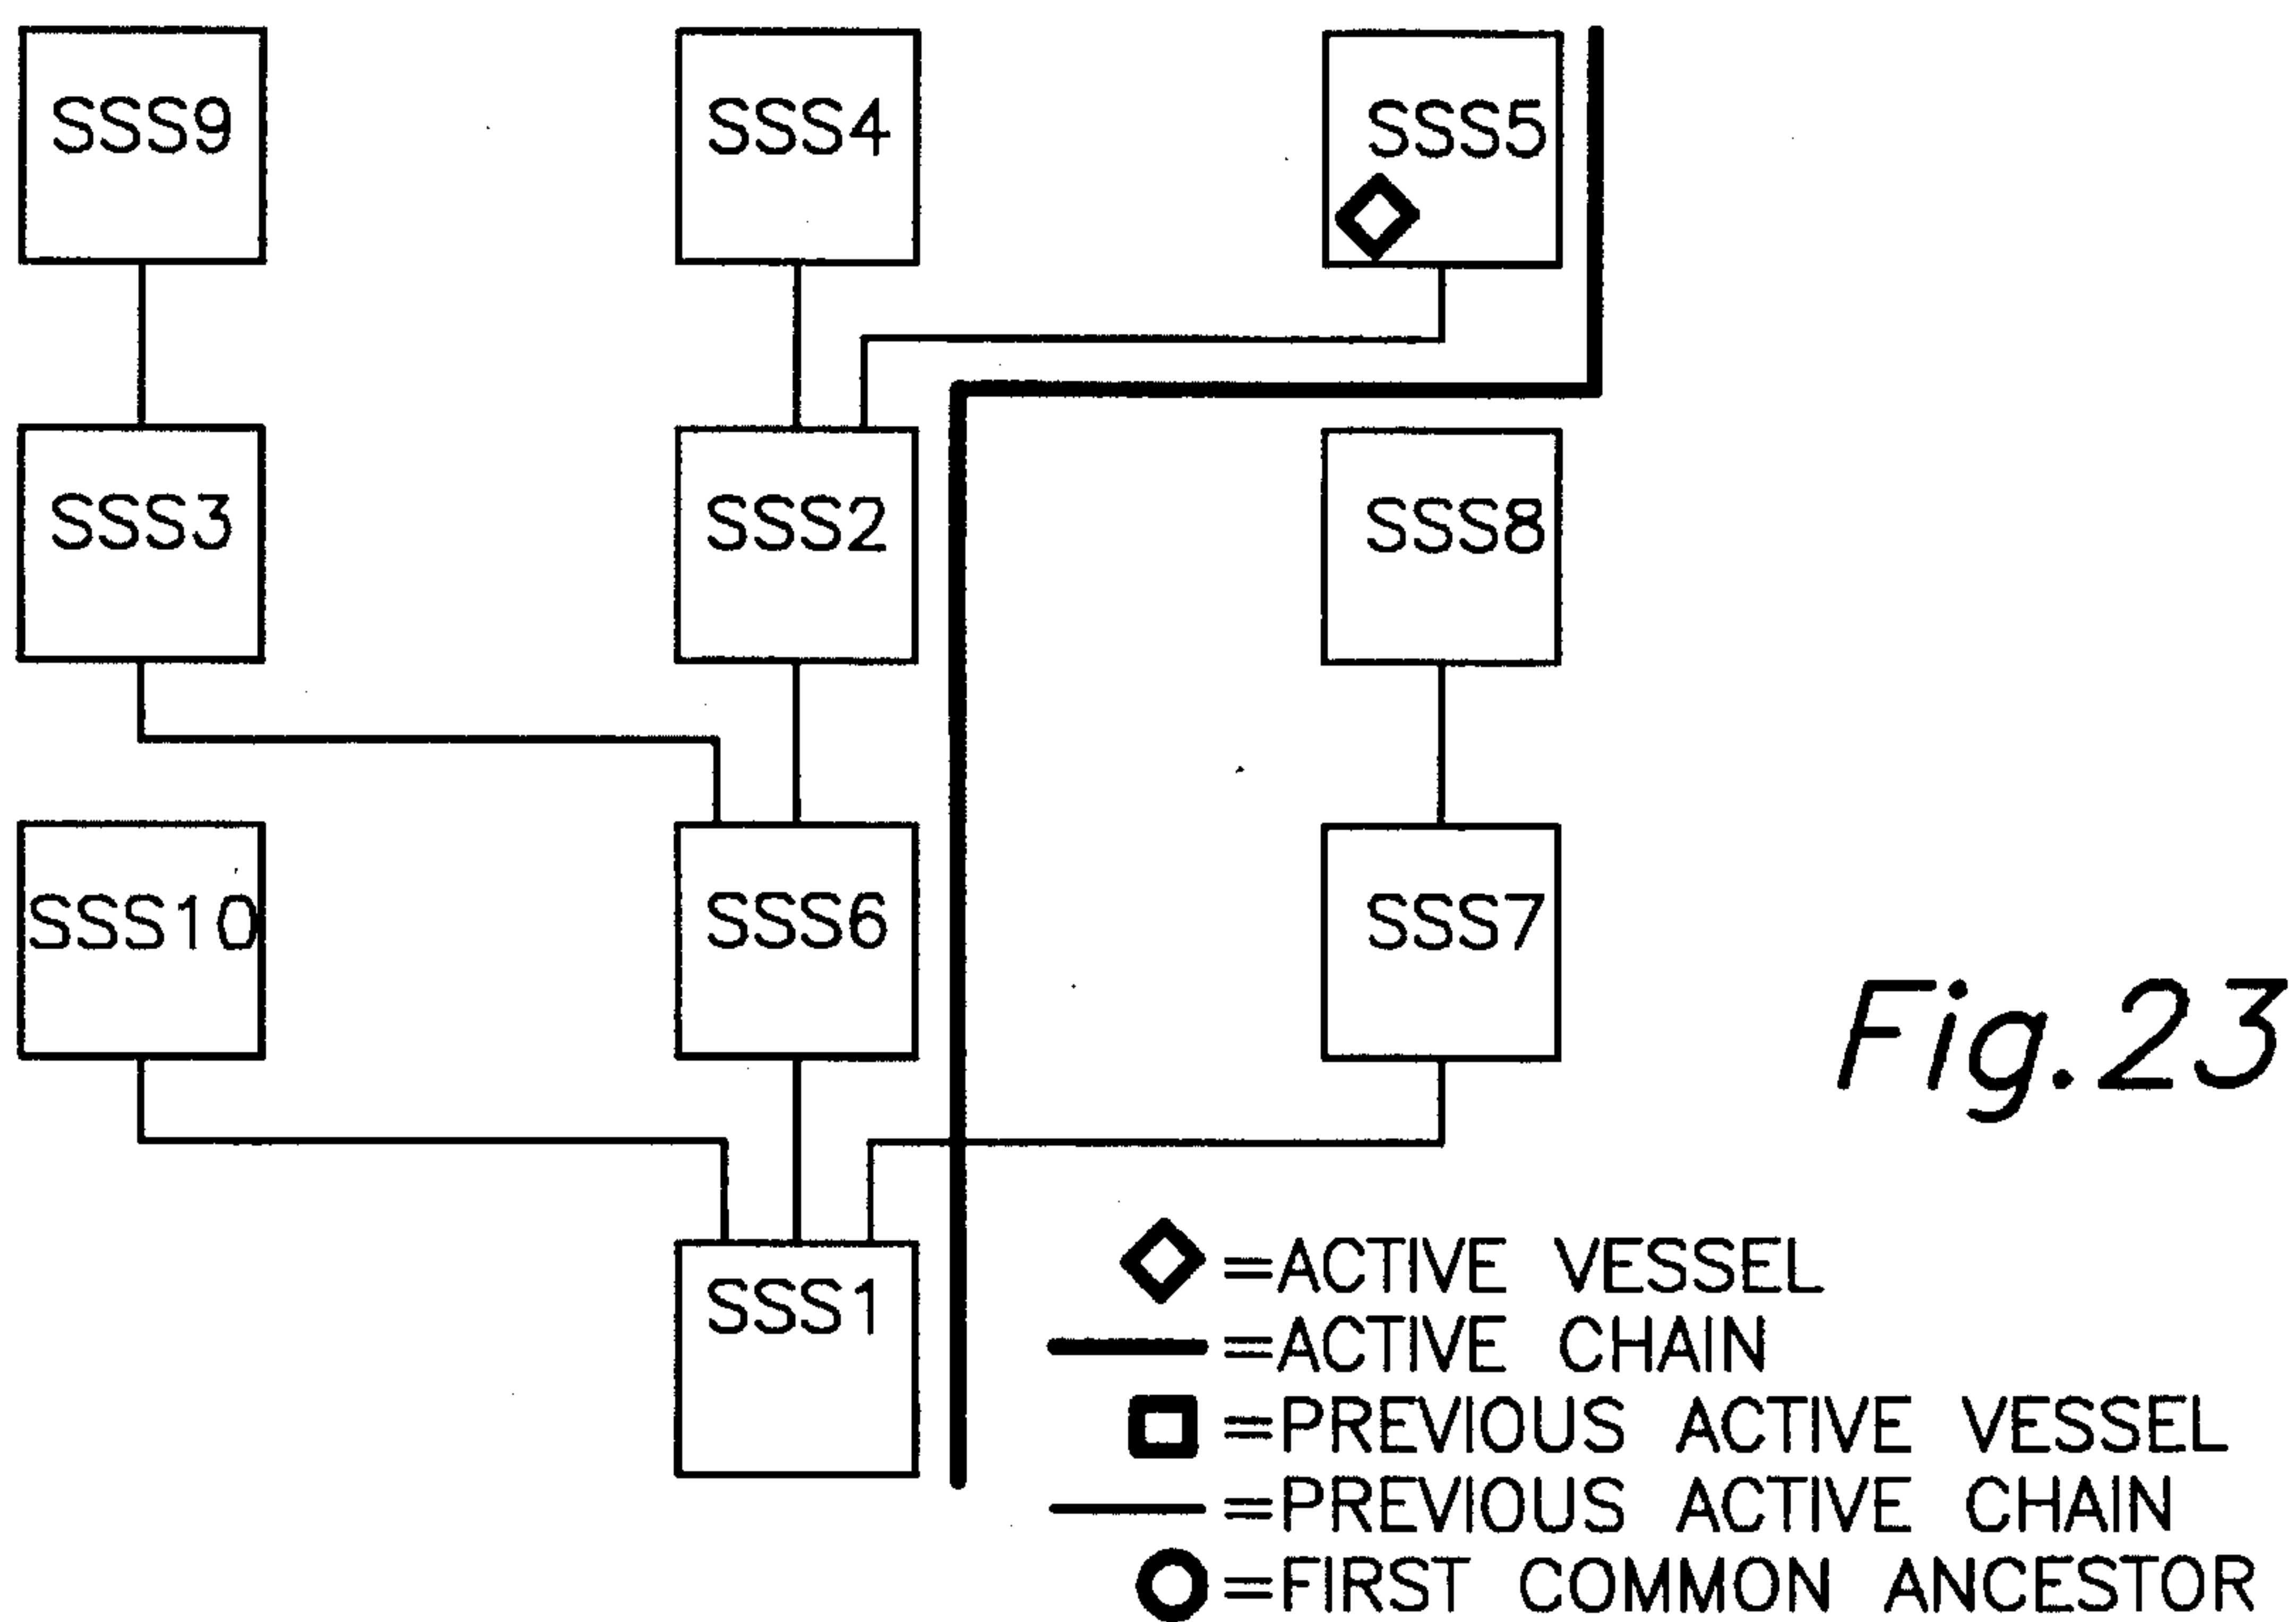 SSS9
SSS4
SSS5
SSS3
SSS2
SSS8
SSS10
SSS6
SSS7
Fig.23
SSS1
=ACTIVE VESSEL
=ACTIVE CHAIN
=PREVIOUS ACTIVE VESSEL
=PREVIOUS ACTIVE CHAIN
=FIRST COMMON ANCESTOR